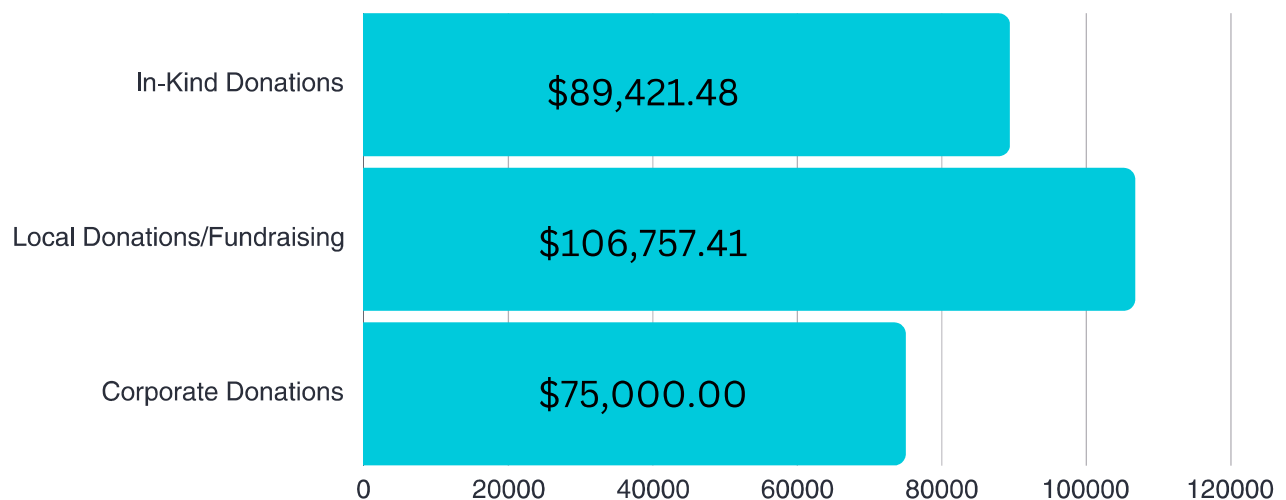 In-Kind Donations
$89,421.48
Local Donations/Fundraising
$106,757.41
Corporate Donations
$75,000.00
0 20000 40000 60000 80000 100000 120000